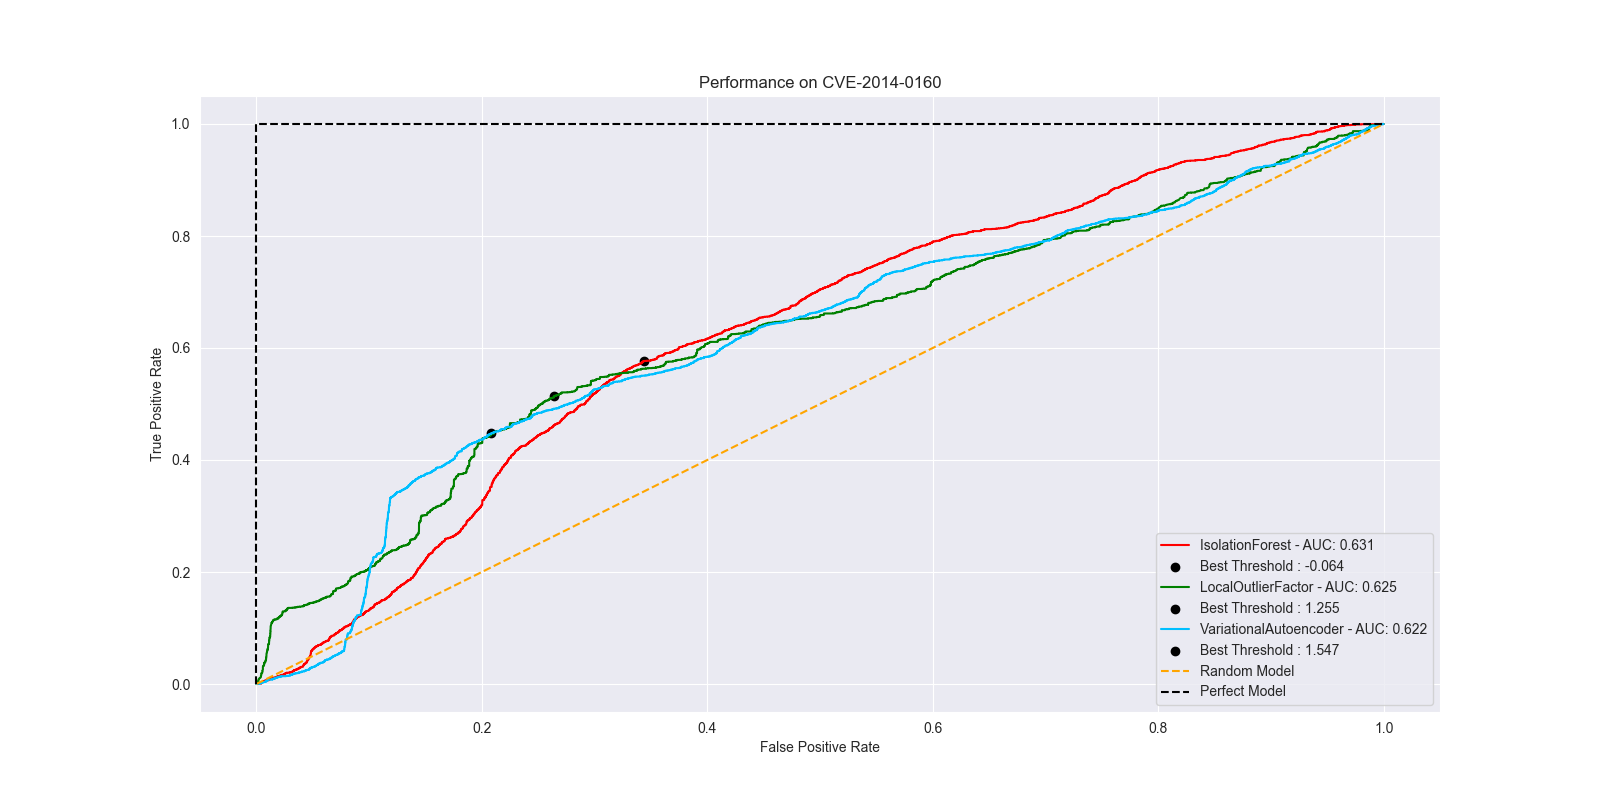 Performance on CVE-2014-0160
True Positive Rate
1.0
0.8
0.6
0.4
0.2
0.0
0.0 0.2 0.4 0.6 0.8 1.0
False Positive Rate
IsolationForest - AUC: 0.631
Best Threshold : -0.064
LocalOutlierFactor - AUC: 0.625
Best Threshold : 1.255
VariationalAutoencoder - AUC: 0.622
Best Threshold : 1.547
Random Model
Perfect Model